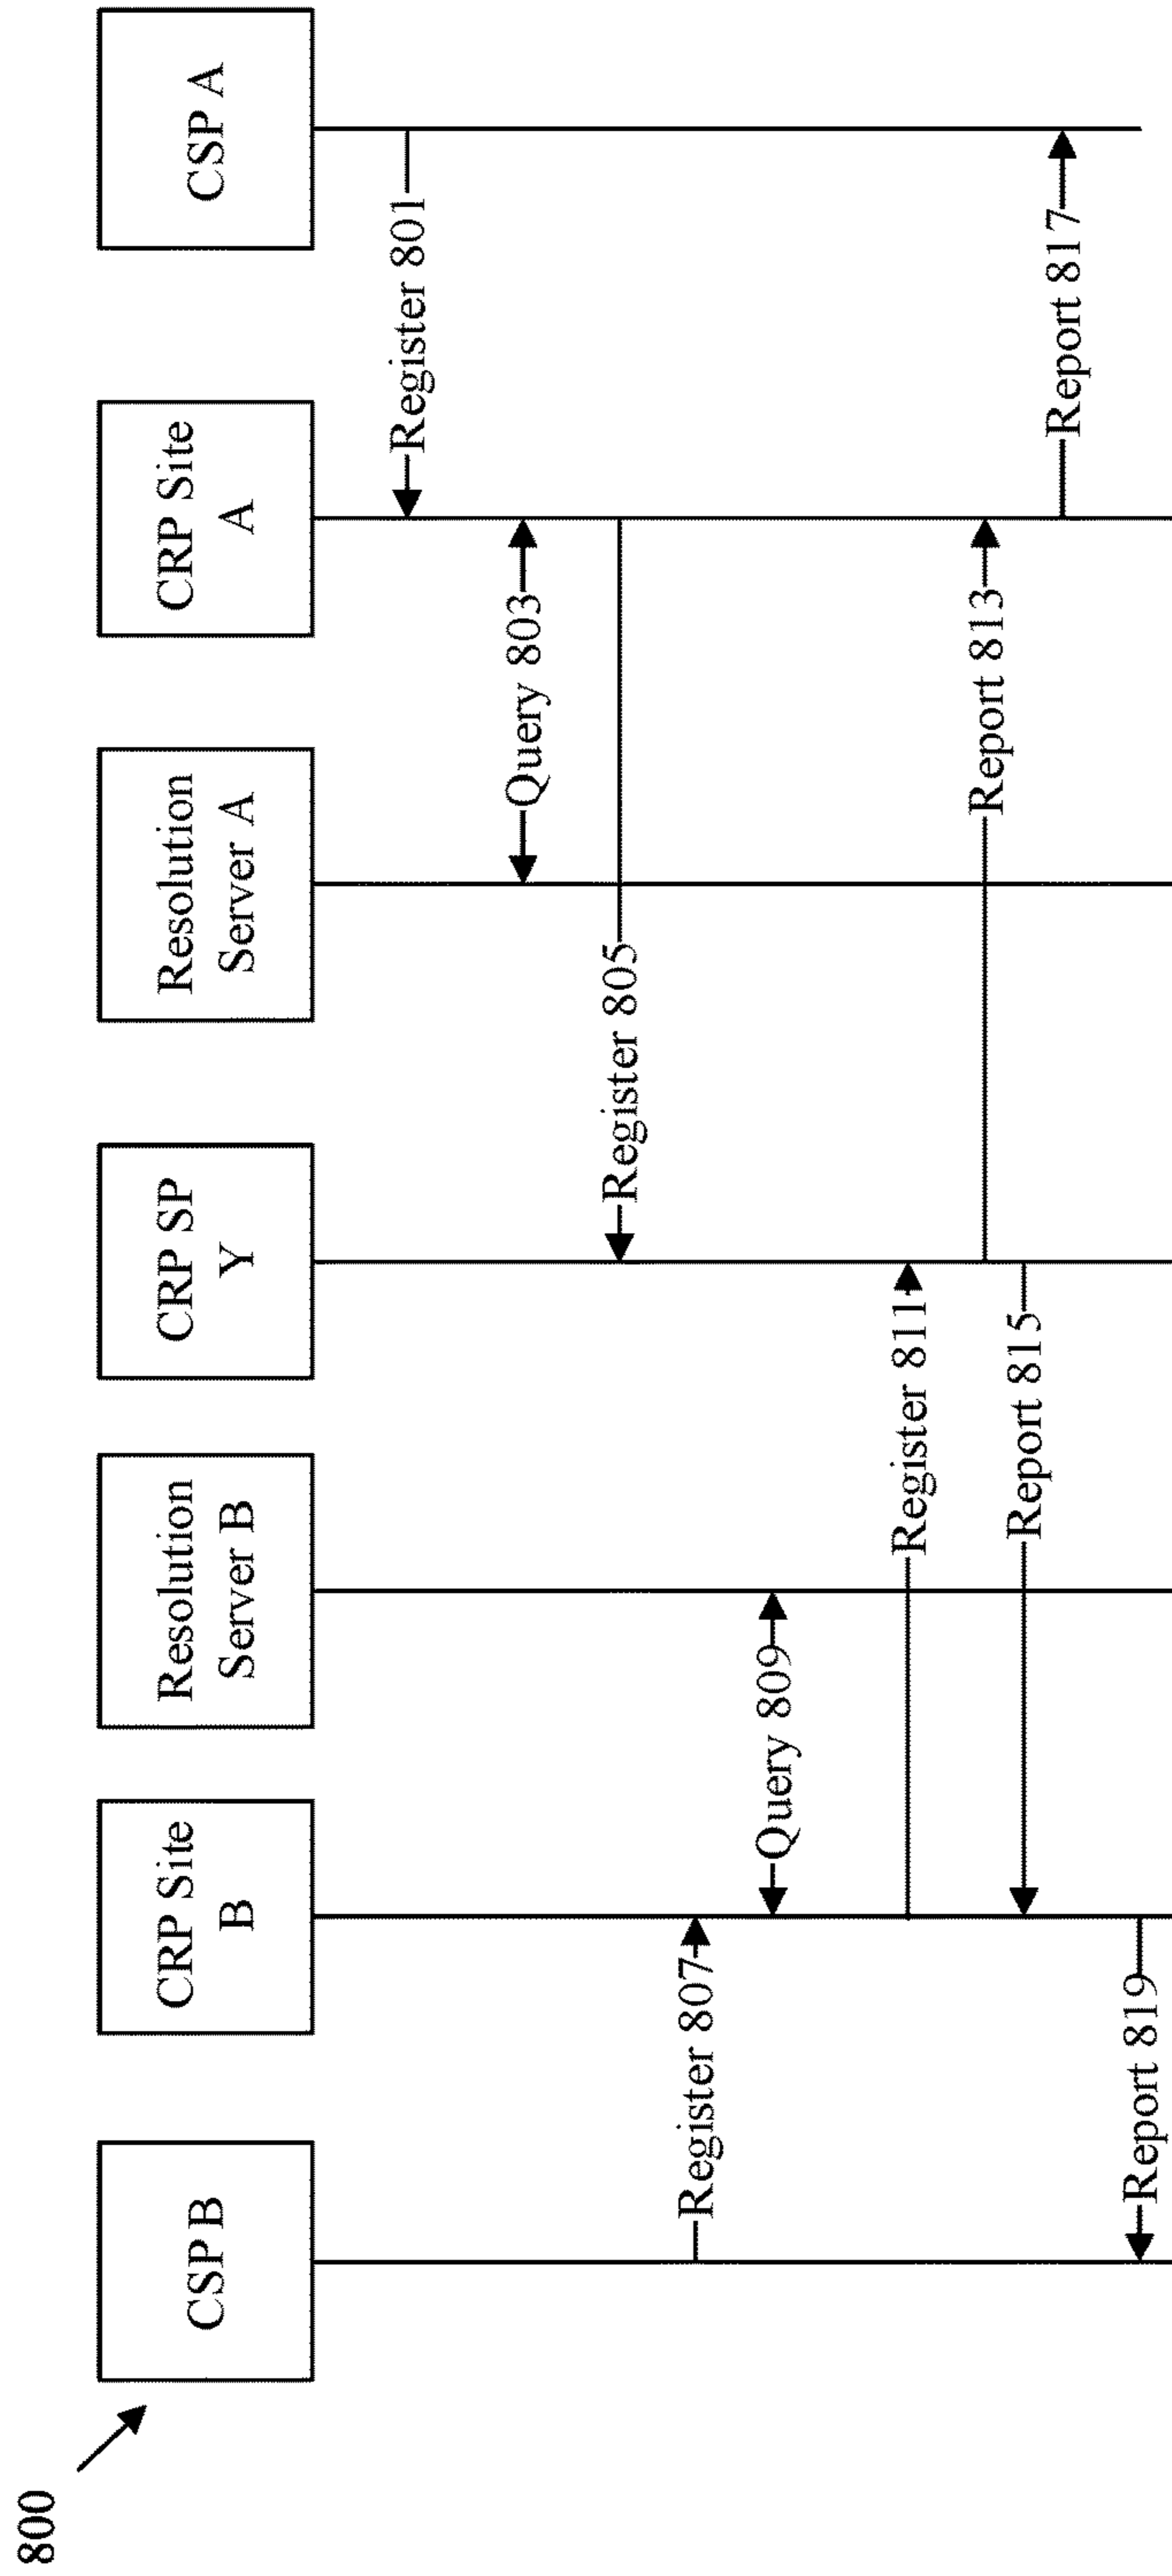 800
CSP B
CRP Site
B
Resolution
Server B
CRP SP
Y
Resolution
Server A
CRP Site
A
CSP A
Register 801
Query 803
Register 805
Register 807
Query 809
Register 811
Report 813
Report 815
Report 817
Report 819